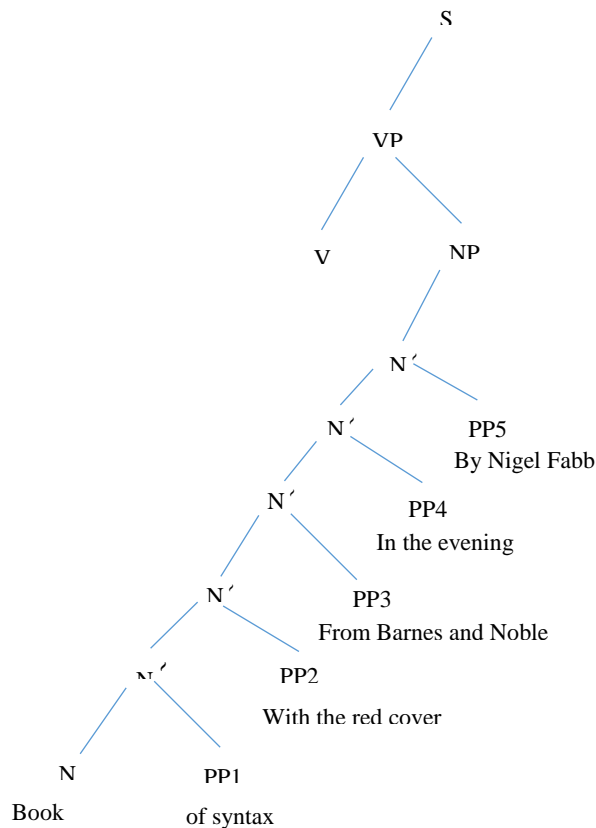 S
VP
V NP
N´
N´
PP5
By Nigel Fabb
N´
PP4
In the evening
N´
PP3
From Barnes and Noble
N´
PP2
With the red cover
N PP1
Book of syntax